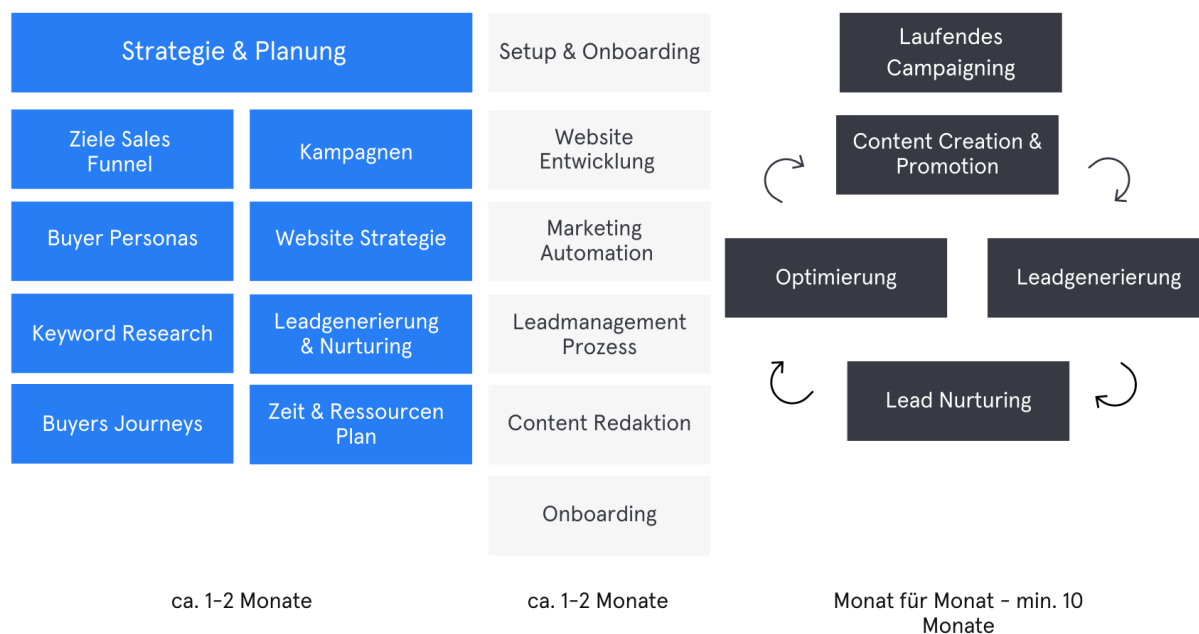 Strategie & Planung
Ziele Sales
Funnel
Kampagnen
Buyer Personas
Website Strategie
Keyword Research
Leadgenerierung
& Nurturing
Buyers Journeys
Zeit & Ressourcen
Plan
ca. 1-2 Monate
Setup & Onboarding
Website
Entwicklung
Marketing
Automation
Leadmanagement
Prozess
Content Redaktion
Onboarding
ca. 1-2 Monate
Laufendes
Campaigning
Content Creation &
Promotion
Optimierung
Leadgenerierung
Lead Nurturing
Monat für Monat - min. 10
Monate